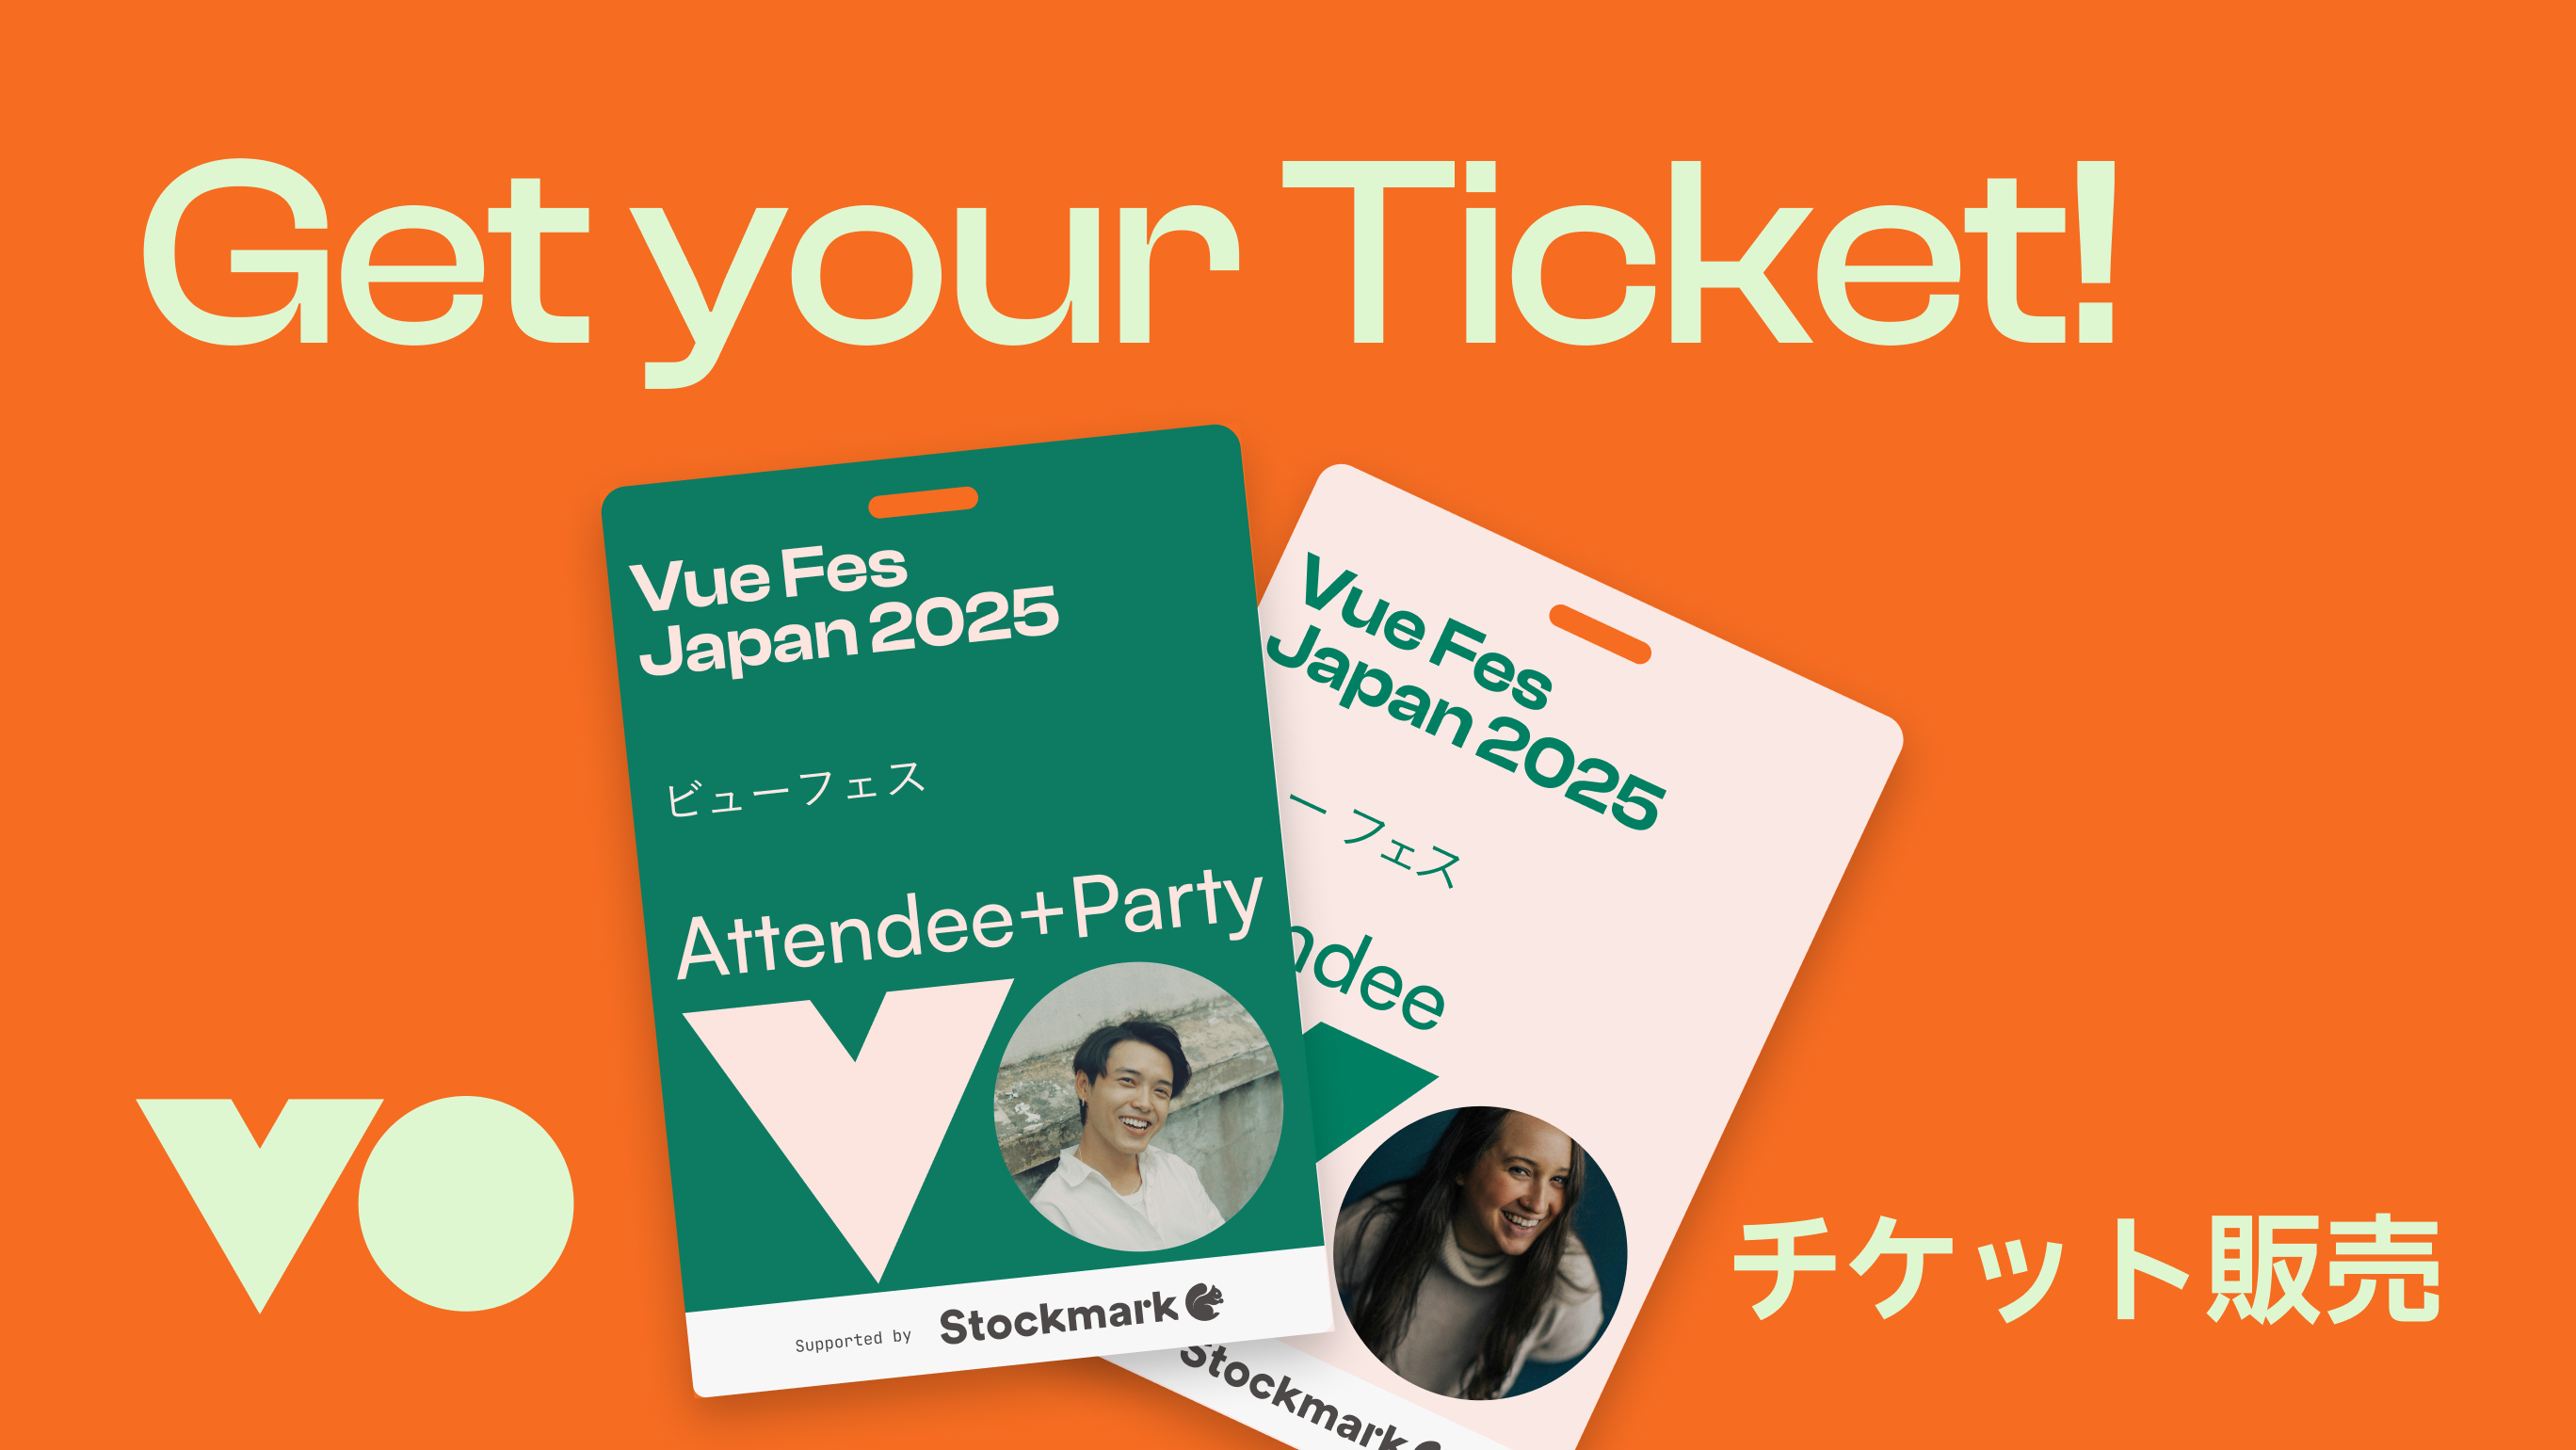 Get your Ticket!
Vue Fes
Japan 2025
ビューフェス
Attendee+Party
Supported by Stockmark
Vue Fes
Japan 2025
ー フェス
ndee
Stockmark
チケット販売